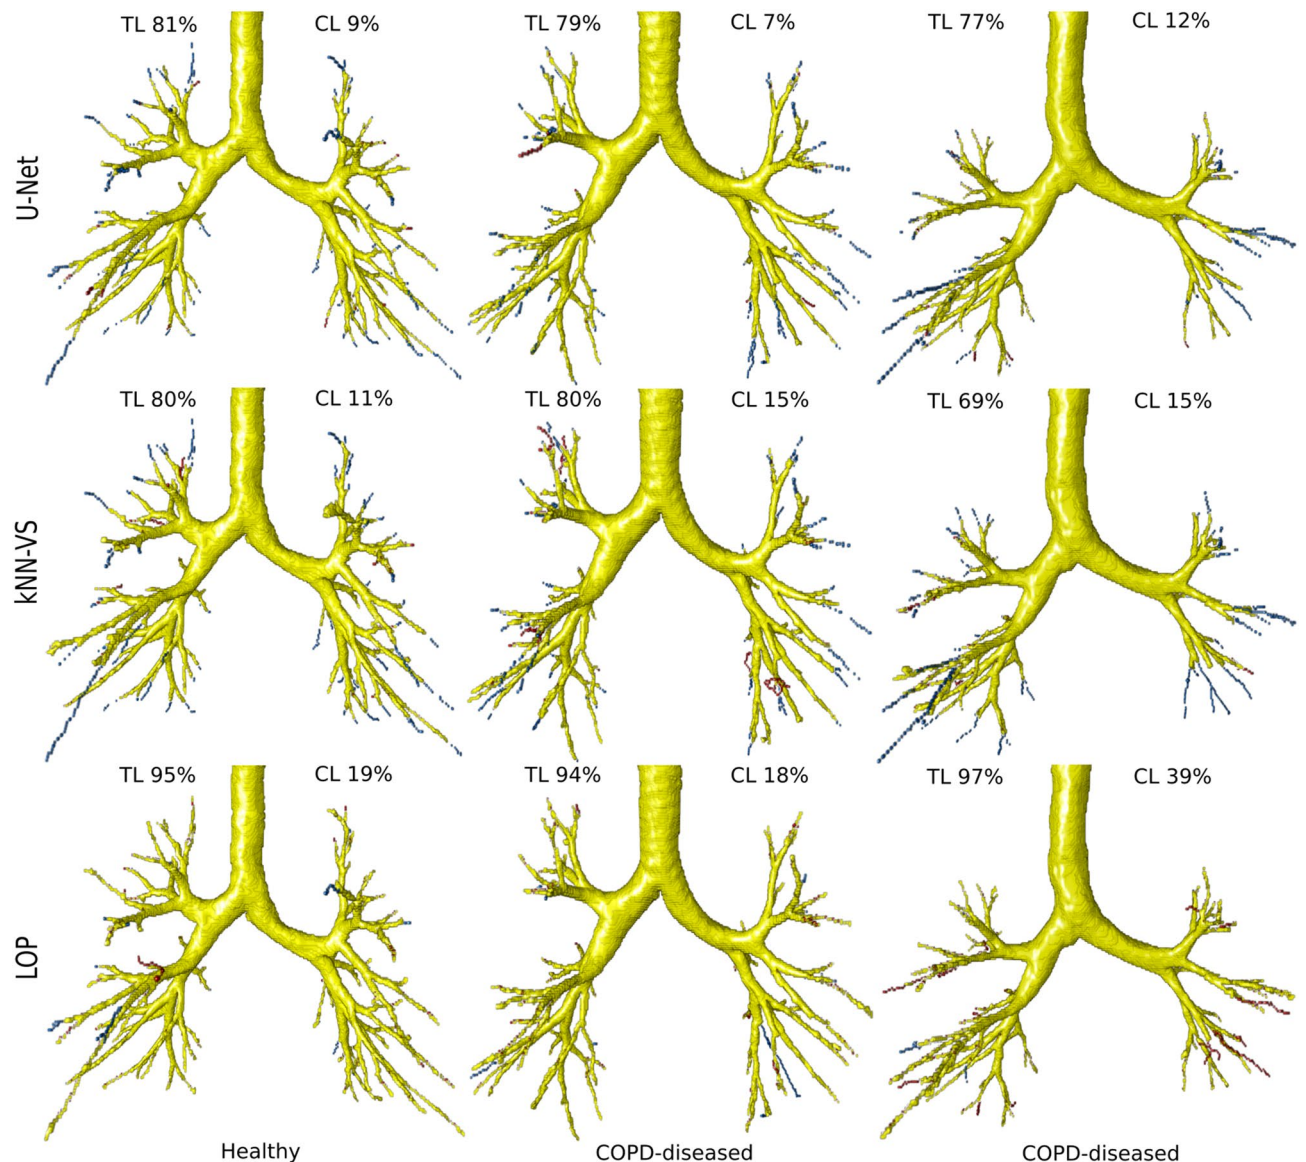 TL 81% CL 9% TL 79% CL 7% TL 77% CL 12%
U-Net
TL 80% CL 11% TL 80% CL 15% TL 69% CL 15%
kNN-VS
TL 95% CL 19% TL 94% CL 18% TL 97% CL 39%
LOP
Healthy COPD-diseased COPD-diseased